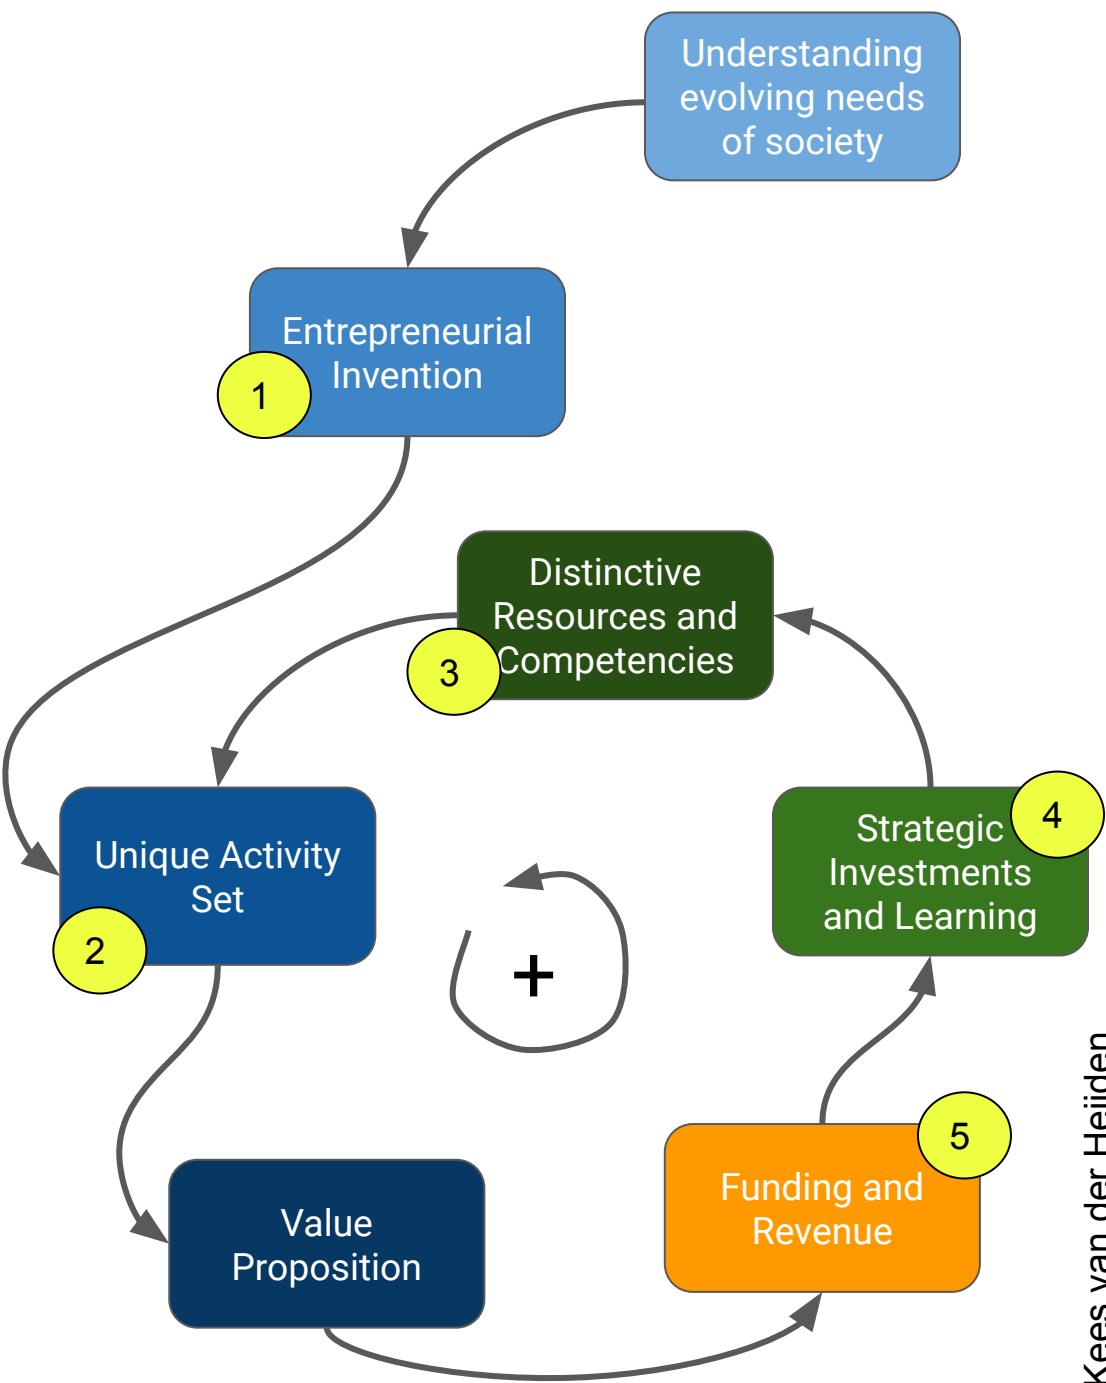 Understanding
evolving needs
of society
Entrepreneurial
Invention
1
Distinctive
Resources and
Competencies
3
Unique Activity
Set
2
Strategic
Investments
and Learning
4
+
Value
Proposition
Funding and
Revenue
5
Kees van der Heijden